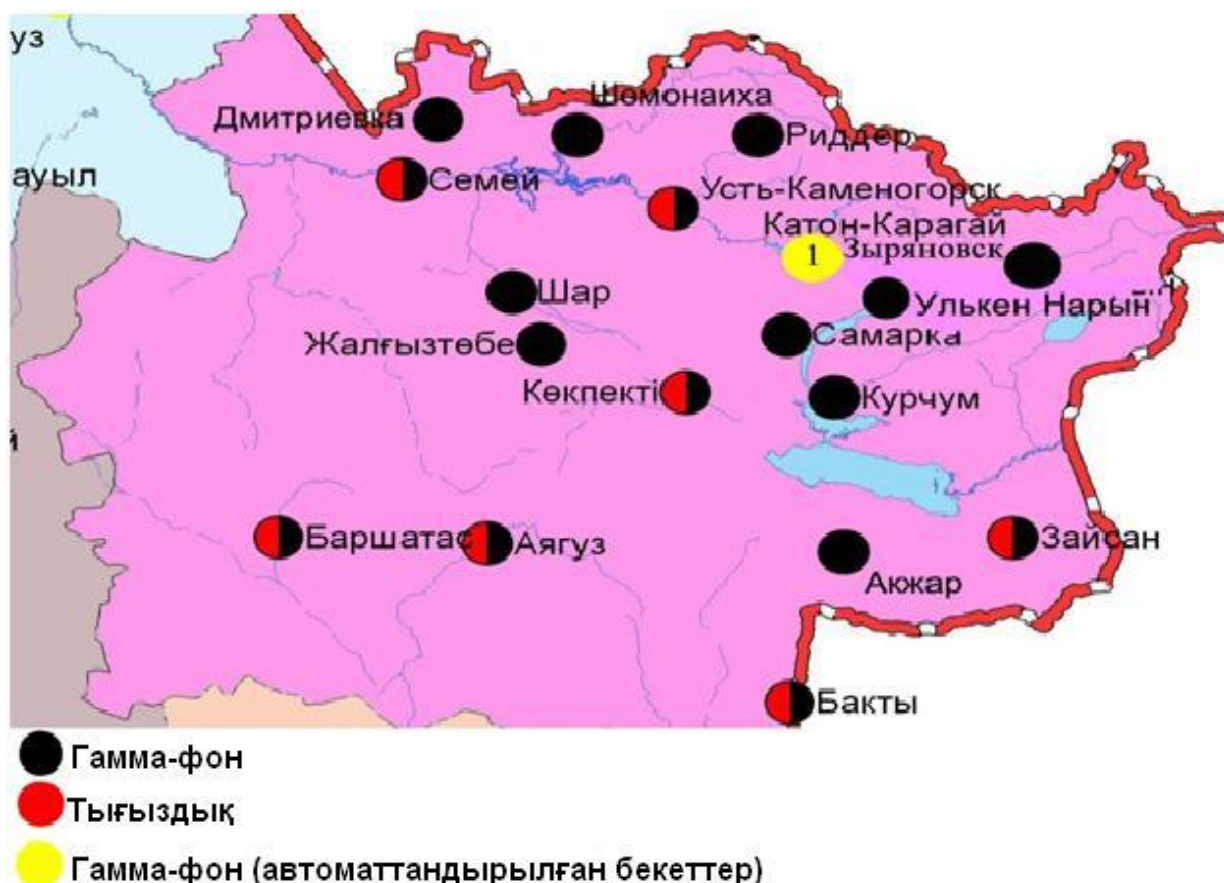 уз
Шомонаиха
Дмитриевка
Риддер
ауыл
Семей
Усть-Каменогорск
Катон-Карагай
1
Зыряновск
Шар
Улькен Нарын
Жалғызтөбе
Самарка
Көкпекті
Курчум
й
Баршатас
Аягуз
Зайсан
Акжар
Бакты
Гамма-фон
Тығыздық
Гамма-фон (автоматтандырылған бекеттер)